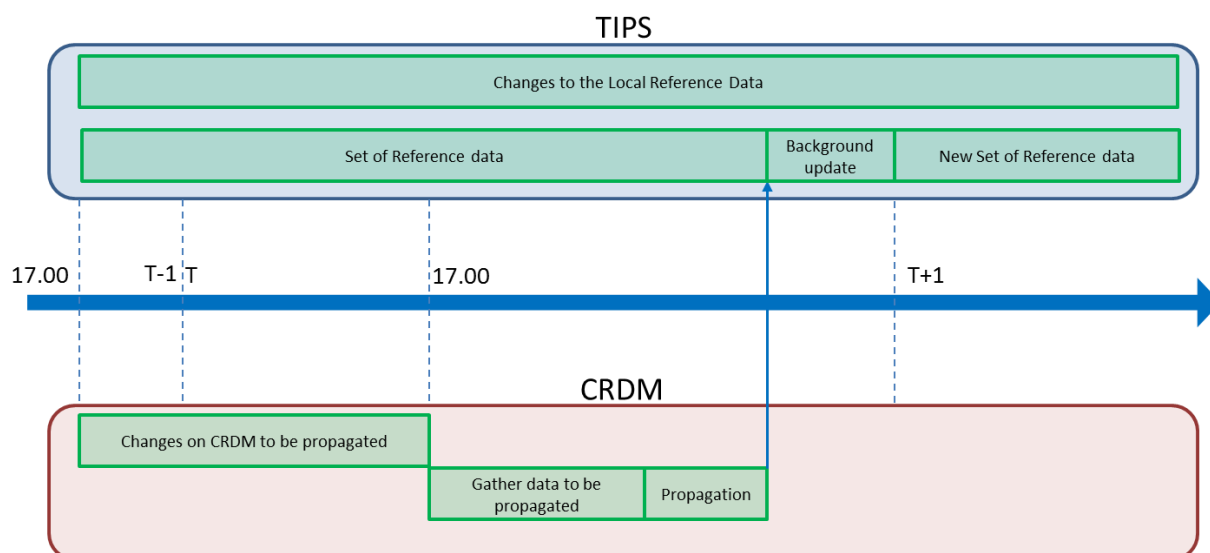 TIPS
Changes to the Local Reference Data
Set of Reference data
Background
update
New Set of Reference data
17.00
T-1
T
17.00
T+1
CRDM
Changes on CRDM to be propagated
Gather data to be
propagated
Propagation